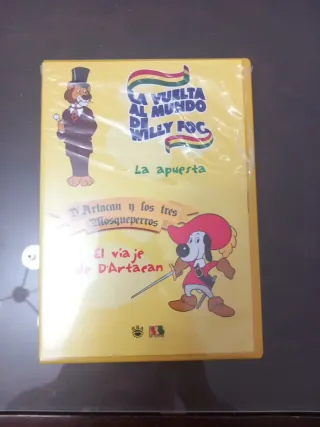 LA VUELTA
AL MUNDO
DE
WILLY FOG
La apuesta
D'Artacan y los tres
Mosqueperros
El viaje
de D'Artacan